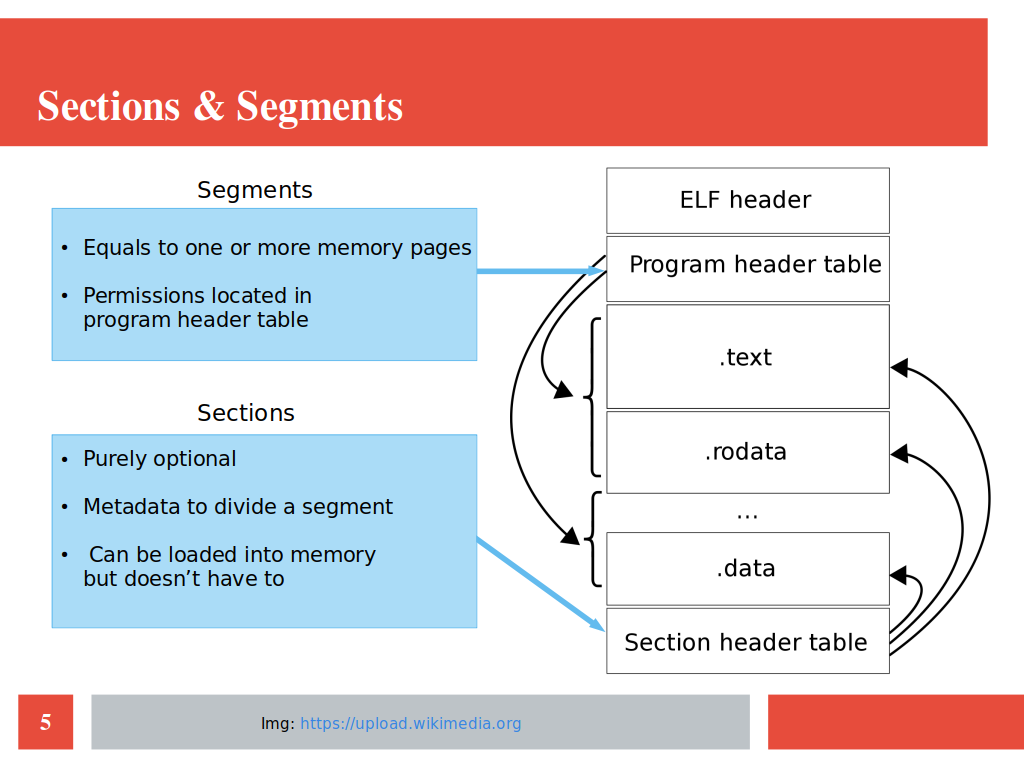 Sections & Segments
Segments
• Equals to one or more memory pages
• Permissions located in
program header table
Sections
• Purely optional
• Metadata to divide a segment
• Can be loaded into memory
but doesn’t have to
ELF header
Program header table
.text
.rodata
...
.data
Section header table
5
Img: https://upload.wikimedia.org